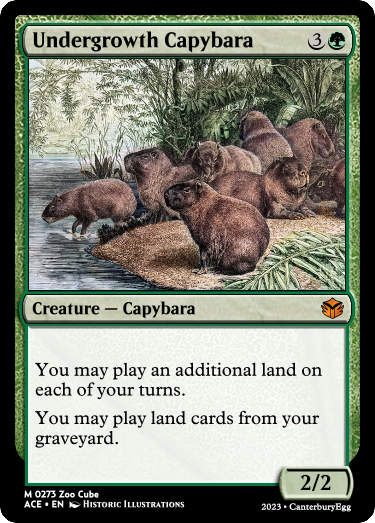 Undergrowth Capybara 3
Creature — Capybara
You may play an additional land on
each of your turns.
You may play land cards from your
graveyard.
2/2
M 0273 Zoo Cube
ACE • EN Historic Illustrations
2023 • CanterburyEgg